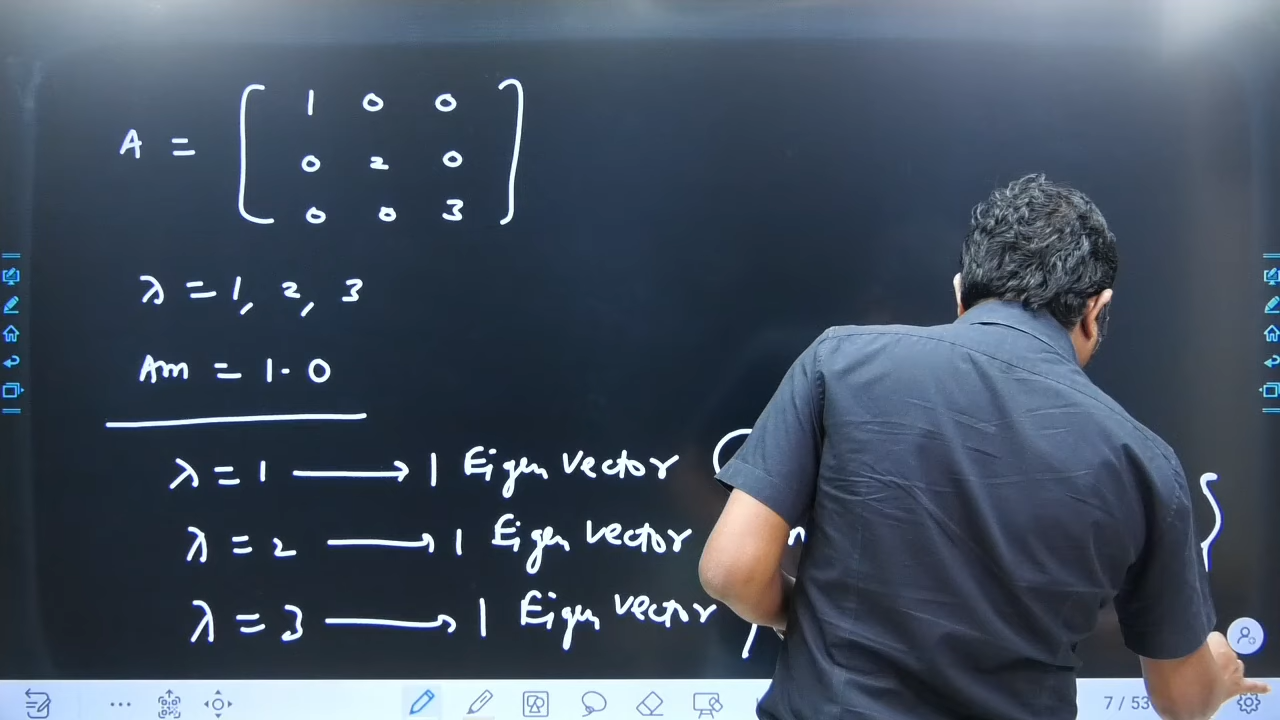 A = [ 1 0 0
0 2 0
0 0 3 ]
λ = 1, 2, 3
Am = 1. 0
λ = 1 ⟶ 1 Eigen Vector
λ = 2 ⟶ 1 Eigen Vector
λ = 3 ⟶ 1 Eigen Vector
7 / 53